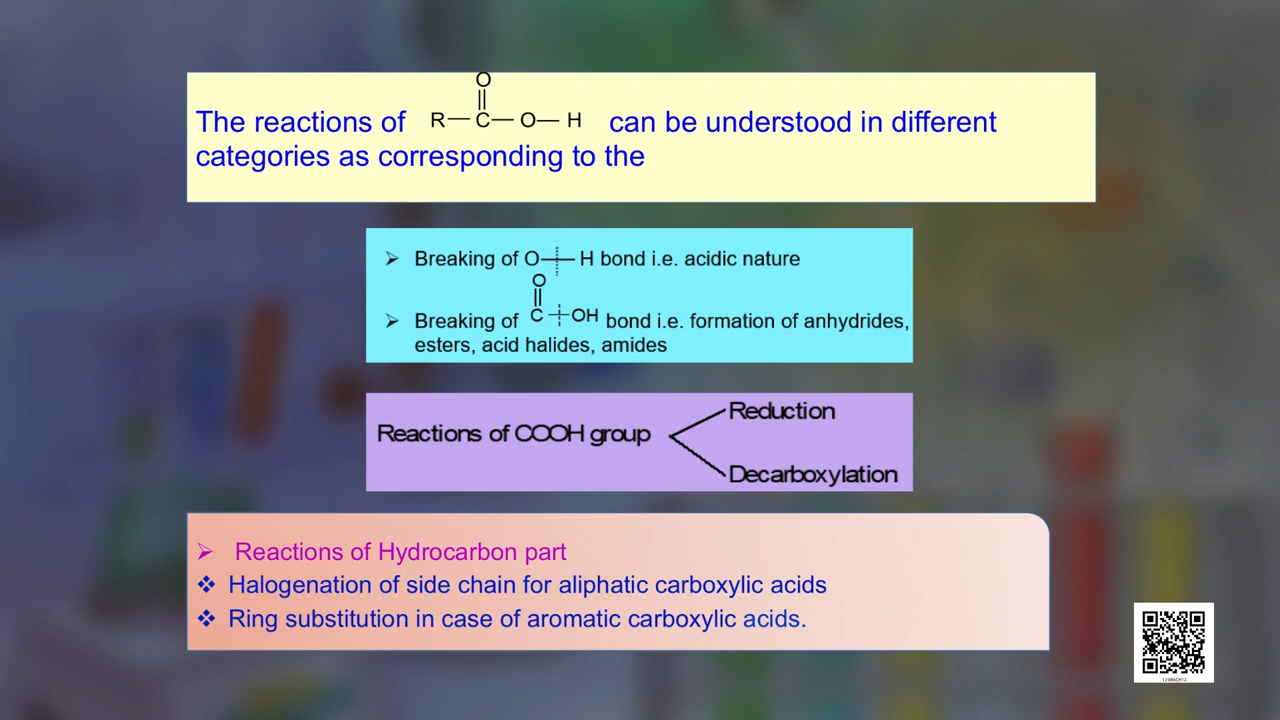 O
The reactions of R—C—O—H can be understood in different
categories as corresponding to the
➢ Breaking of O—H bond i.e. acidic nature
O
➢ Breaking of C—OH bond i.e. formation of anhydrides,
esters, acid halides, amides
Reduction
Reactions of COOH group
Decarboxylation
➢ Reactions of Hydrocarbon part
❖ Halogenation of side chain for aliphatic carboxylic acids
❖ Ring substitution in case of aromatic carboxylic acids.